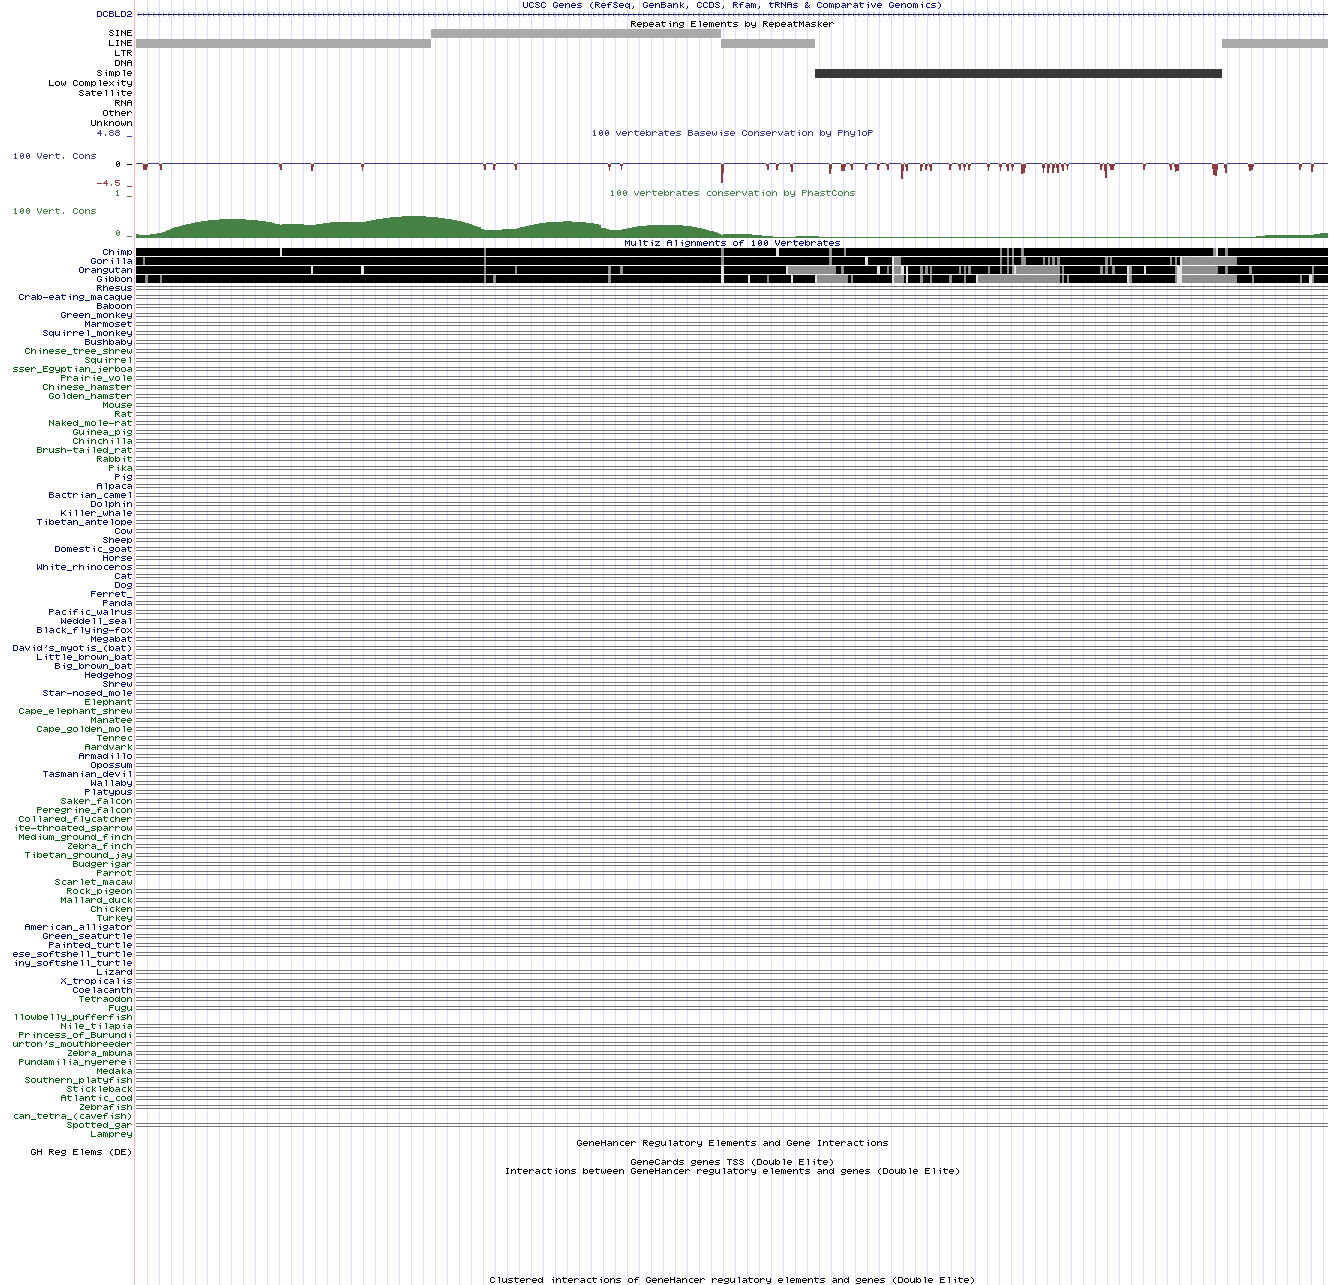 UCSC Genes (RefSeq, GenBank, CCDS, Rfam, tRNAs & Comparative Genomics)
DCBLD2
Repeating Elements by RepeatMasker
SINE
LINE
LTR
DNA
Simple
Low Complexity
Satellite
RNA
Other
Unknown
4.88 _
100 vertebrates Basewise Conservation by PhyloP
100 Vert. Cons
0 –
-4.5 _
1 _
100 vertebrates conservation by PhastCons
100 Vert. Cons
0 _
Multiz Alignments of 100 Vertebrates
Chimp
Gorilla
Orangutan
Gibbon
Rhesus
Crab-eating_macaque
Baboon
Green_monkey
Marmoset
Squirrel_monkey
Bushbaby
Chinese_tree_shrew
Squirrel
sser_Egyptian_jerboa
Prairie_vole
Chinese_hamster
Golden_hamster
Mouse
Rat
Naked_mole-rat
Guinea_pig
Chinchilla
Brush-tailed_rat
Rabbit
Pika
Pig
Alpaca
Bactrian_camel
Dolphin
Killer_whale
Tibetan_antelope
Cow
Sheep
Domestic_goat
Horse
White_rhinoceros
Cat
Dog
Ferret_
Panda
Pacific_walrus
Weddell_seal
Black_flying-fox
Megabat
David's_myotis_(bat)
Little_brown_bat
Big_brown_bat
Hedgehog
Shrew
Star-nosed_mole
Elephant
Cape_elephant_shrew
Manatee
Cape_golden_mole
Tenrec
Aardvark
Armadillo
Opossum
Tasmanian_devil
Wallaby
Platypus
Saker_falcon
Peregrine_falcon
Collared_flycatcher
ite-throated_sparrow
Medium_ground_finch
Zebra_finch
Tibetan_ground_jay
Budgerigar
Parrot
Scarlet_macaw
Rock_pigeon
Mallard_duck
Chicken
Turkey
American_alligator
Green_seaturtle
Painted_turtle
ese_softshell_turtle
iny_softshell_turtle
Lizard
X_tropicalis
Coelacanth
Tetraodon
Fugu
llowbelly_pufferfish
Nile_tilapia
Princess_of_Burundi
urton's_mouthbreeder
Zebra_mbuna
Pundamilia_nyererei
Medaka
Southern_platyfish
Stickleback
Atlantic_cod
Zebrafish
can_tetra_(cavefish)
Spotted_gar
Lamprey
GeneHancer Regulatory Elements and Gene Interactions
GH Reg Elems (DE)
GeneCards genes TSS (Double Elite)
Interactions between GeneHancer regulatory elements and genes (Double Elite)
Clustered interactions of GeneHancer regulatory elements and genes (Double Elite)